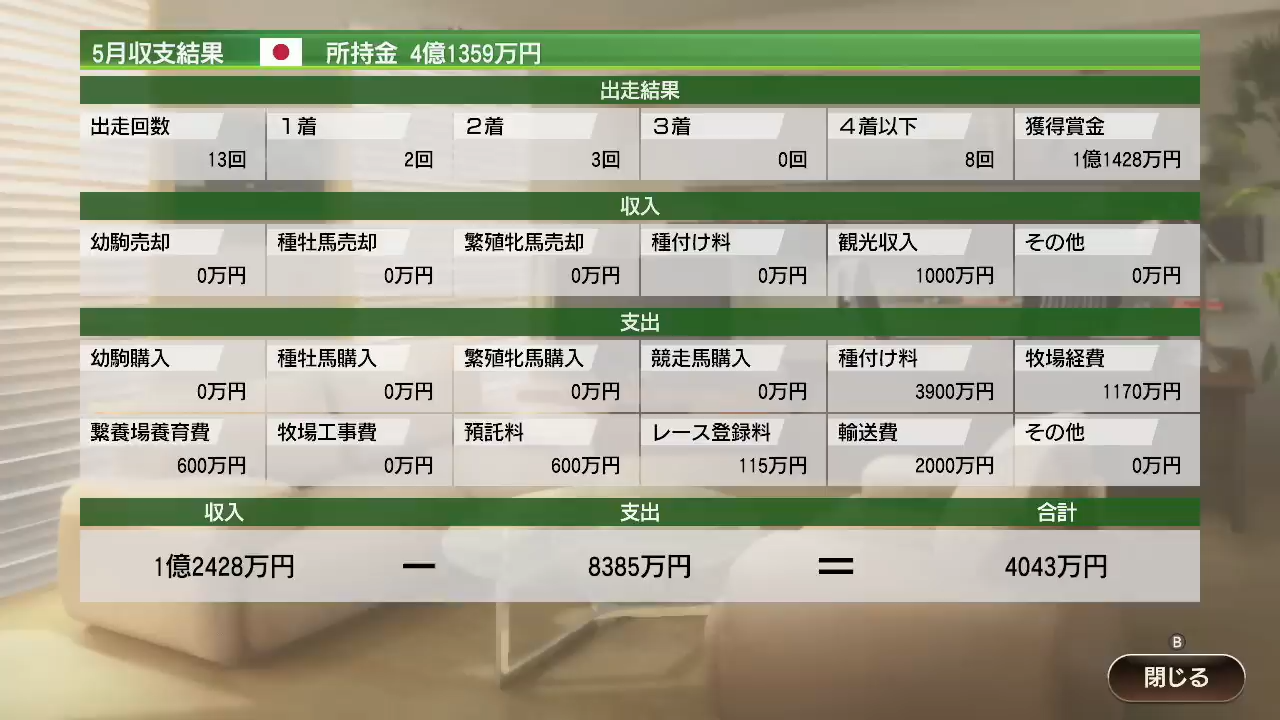 5月収支結果 所持金 4億1359万円
出走結果
出走回数 1着 2着 3着 4着以下 獲得賞金
13回 2回 3回 0回 8回 1億1428万円
収入
幼駒売却 種牡馬売却 繁殖牝馬売却 種付け料 観光収入 その他
0万円 0万円 0万円 0万円 1000万円 0万円
支出
幼駒購入 種牡馬購入 繁殖牝馬購入 競走馬購入 種付け料 牧場経費
0万円 0万円 0万円 0万円 3900万円 1170万円
繋養場養育費 牧場工事費 預託料 レース登録料 輸送費 その他
600万円 0万円 600万円 115万円 2000万円 0万円
収入 支出 合計
1億2428万円 ー 8385万円 = 4043万円
B
閉じる